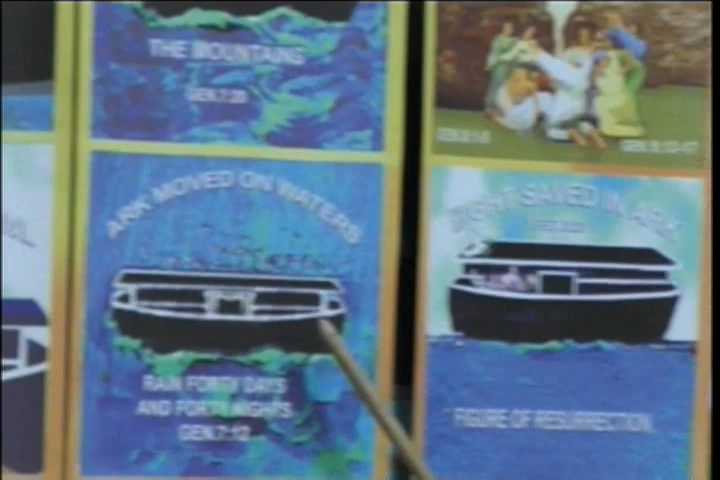 THE MOUNTAINS
GEN.7:20
ARK MOVED ON WATERS
RAIN FORTY DAYS
AND FORTY NIGHTS
GEN.7:12
EIGHT SAVED IN ARK
FIGURE OF RESURRECTION